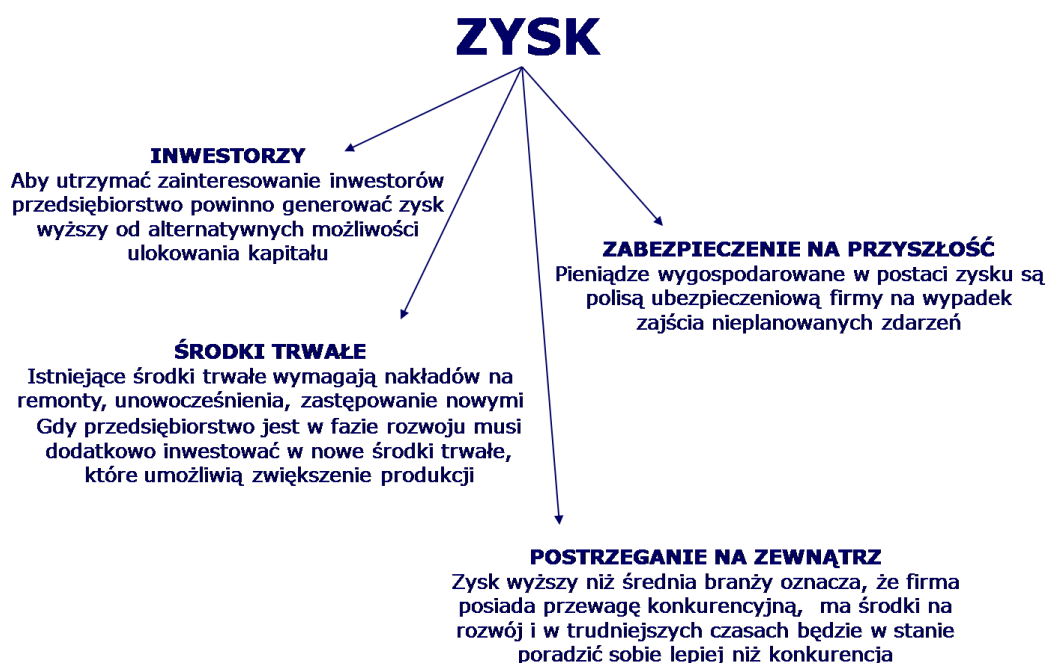 ZYSK
INWESTORZY
Aby utrzymać zainteresowanie inwestorów
przedsiębiorstwo powinno generować zysk
wyższy od alternatywnych możliwości
ulokowania kapitału
ZABEZPIECZENIE NA PRZYSZŁOŚĆ
Pieniądze wygospodarowane w postaci zysku są
polisą ubezpieczeniową firmy na wypadek
zajścia nieplanowanych zdarzeń
ŚRODKI TRWAŁE
Istniejące środki trwałe wymagają nakładów na
remonty, unowocześnienia, zastępowanie nowymi
Gdy przedsiębiorstwo jest w fazie rozwoju musi
dodatkowo inwestować w nowe środki trwałe,
które umożliwią zwiększenie produkcji
POSTRZEGANIE NA ZEWNĄTRZ
Zysk wyższy niż średnia branży oznacza, że firma
posiada przewagę konkurencyjną, ma środki na
rozwój i w trudniejszych czasach będzie w stanie
poradzić sobie lepiej niż konkurencja